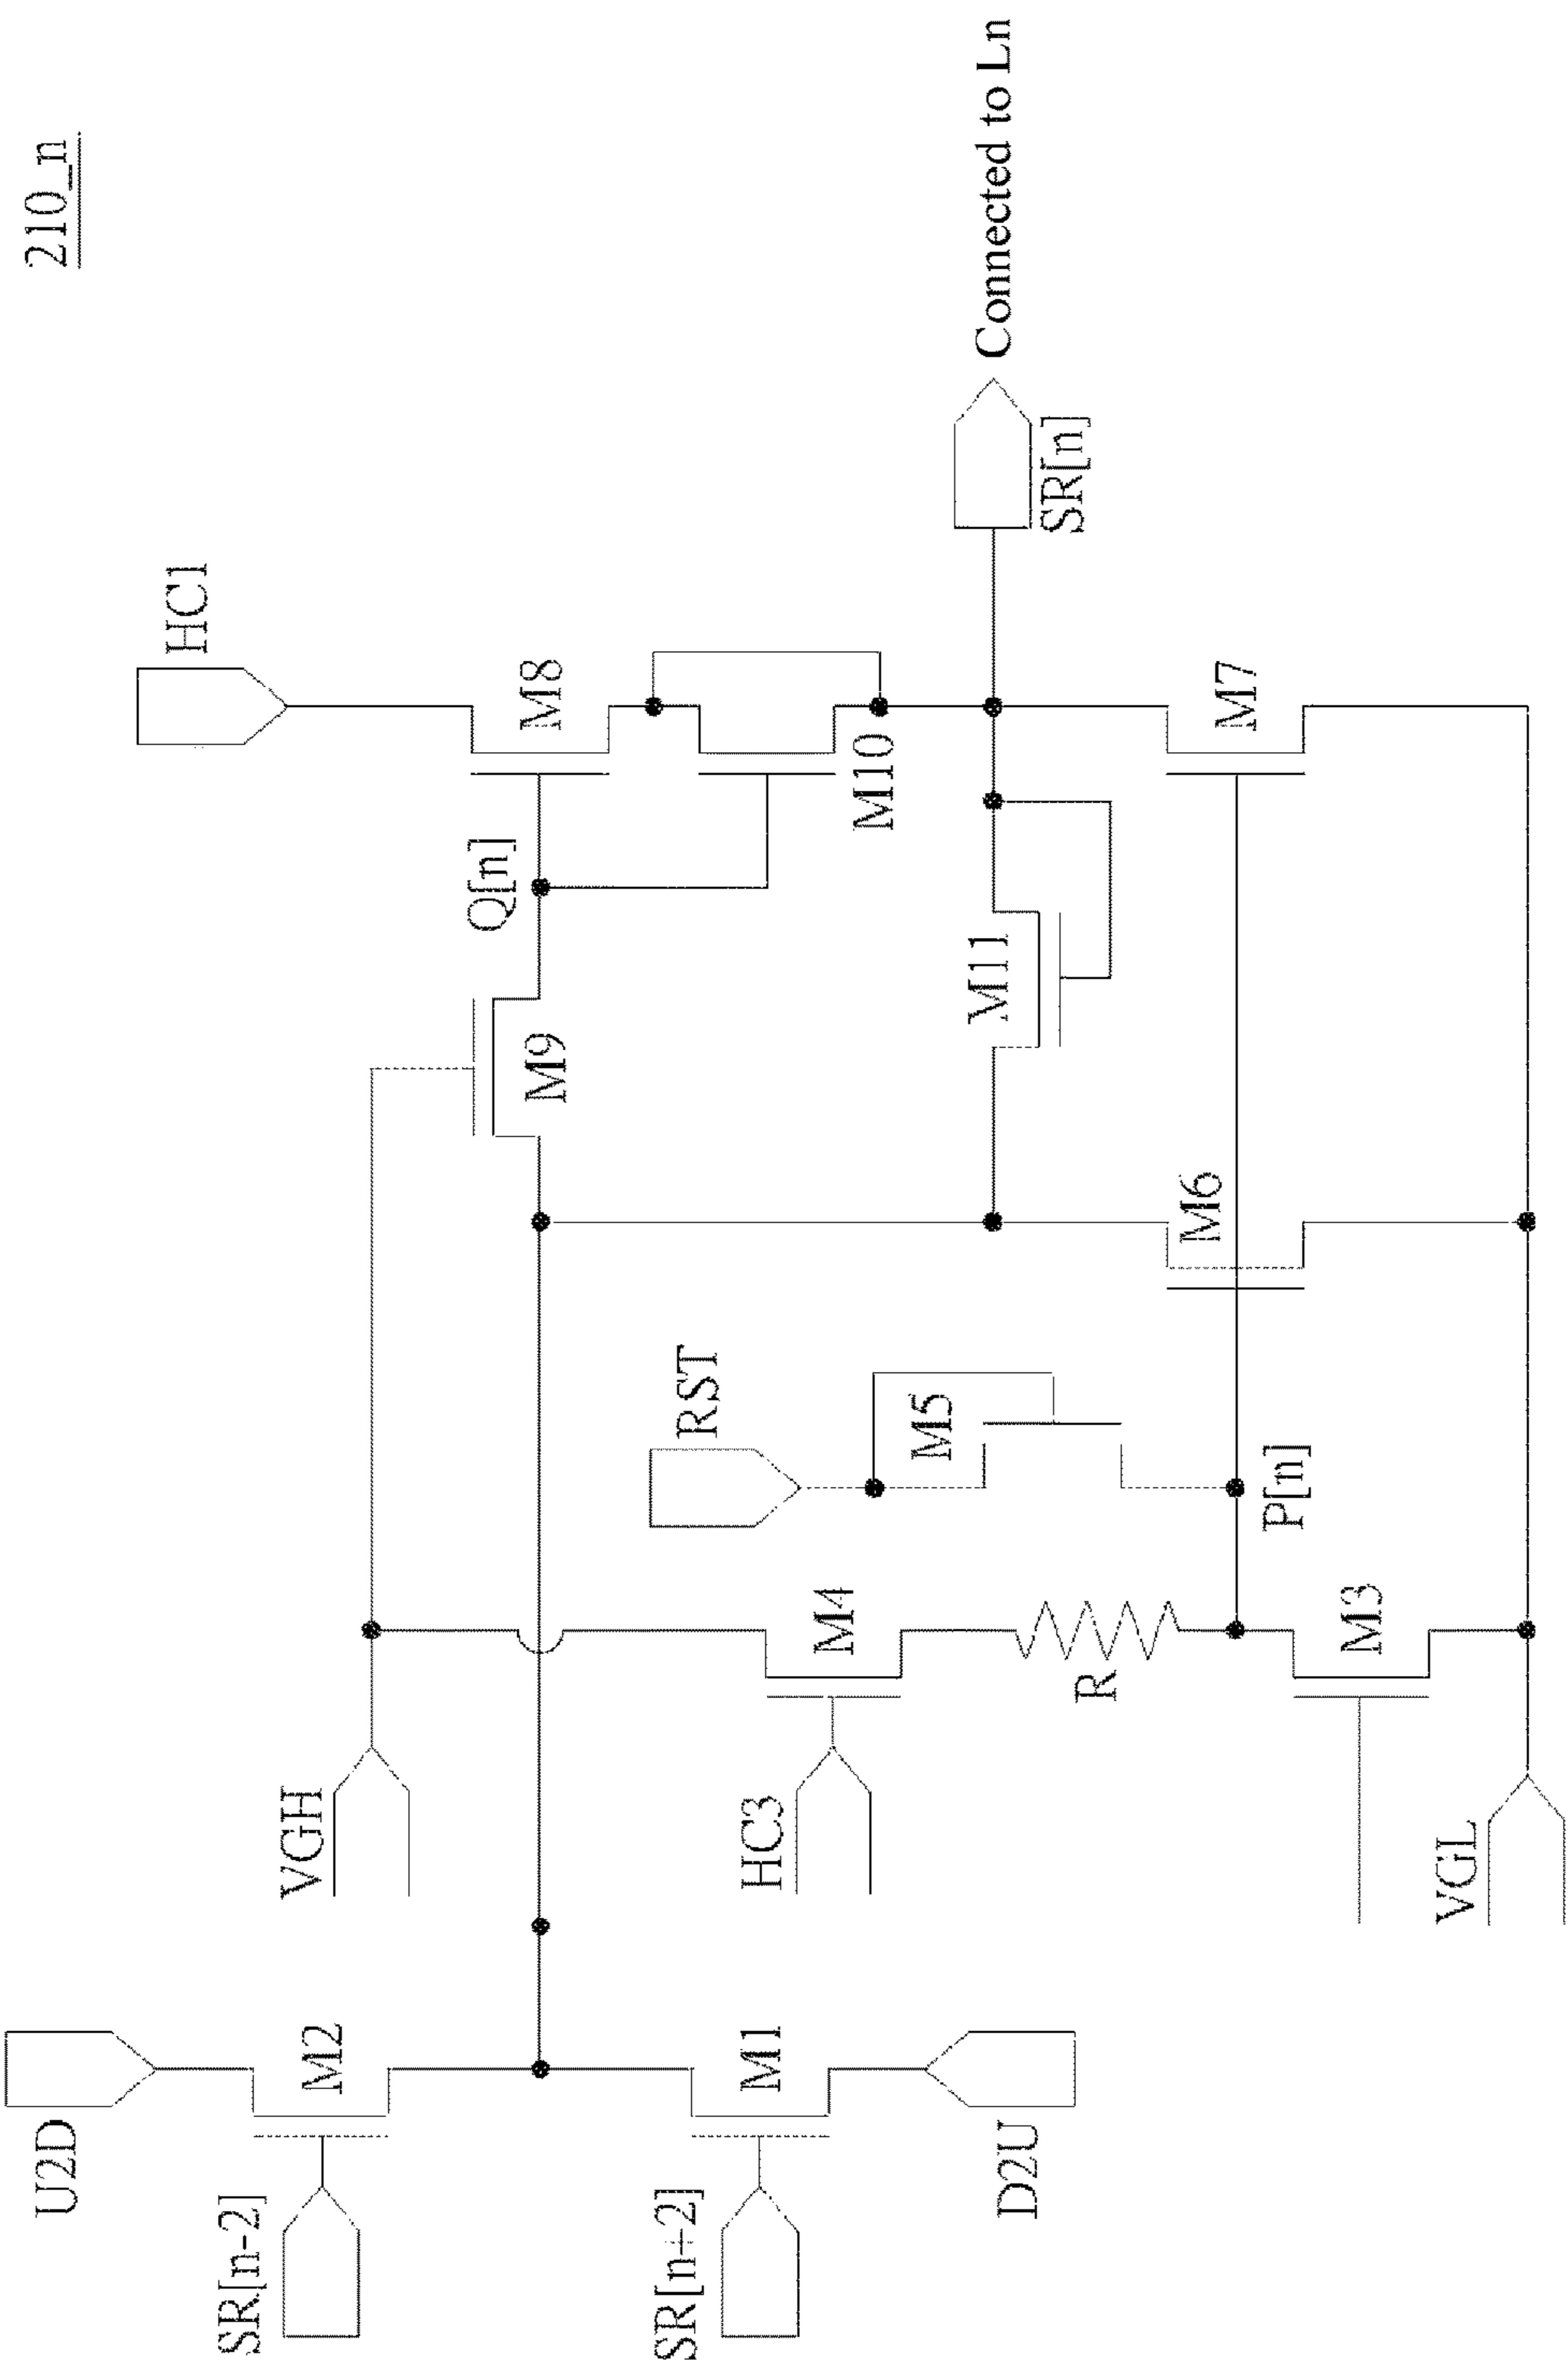 210_n
U2D
SR[n-2]
M2
SR[n+2]
M1
D2U
VGH
HC3
M4
R
M3
VGL
RST
M5
P[n]
M6
M9
Q[n]
M11
HC1
M8
M10
M7
SR[n]
Connected to Ln